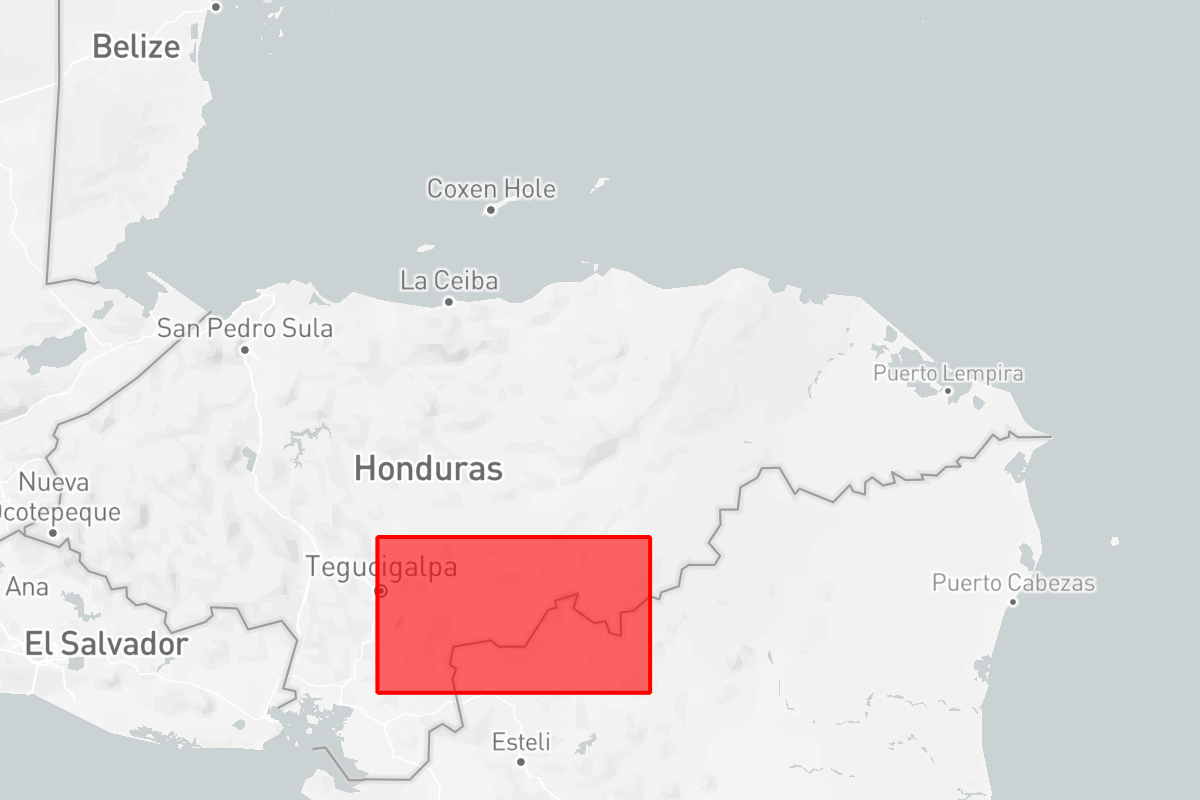 Belize
Coxen Hole
La Ceiba
San Pedro Sula
Puerto Lempira
Honduras
Nueva
Ocotepeque
Tegucigalpa
Ana
Puerto Cabezas
El Salvador
Esteli